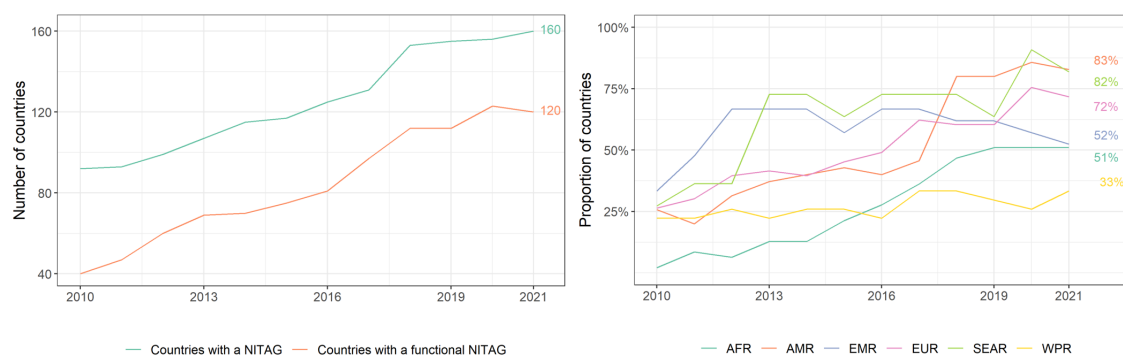 Number of countries
160
120
80
40
160
120
2010 2013 2016 2019 2021
Countries with a NITAG Countries with a functional NITAG
Proportion of countries
100%
75%
50%
25%
83%
82%
72%
52%
51%
33%
2010 2013 2016 2019 2021
AFR AMR EMR EUR SEAR WPR